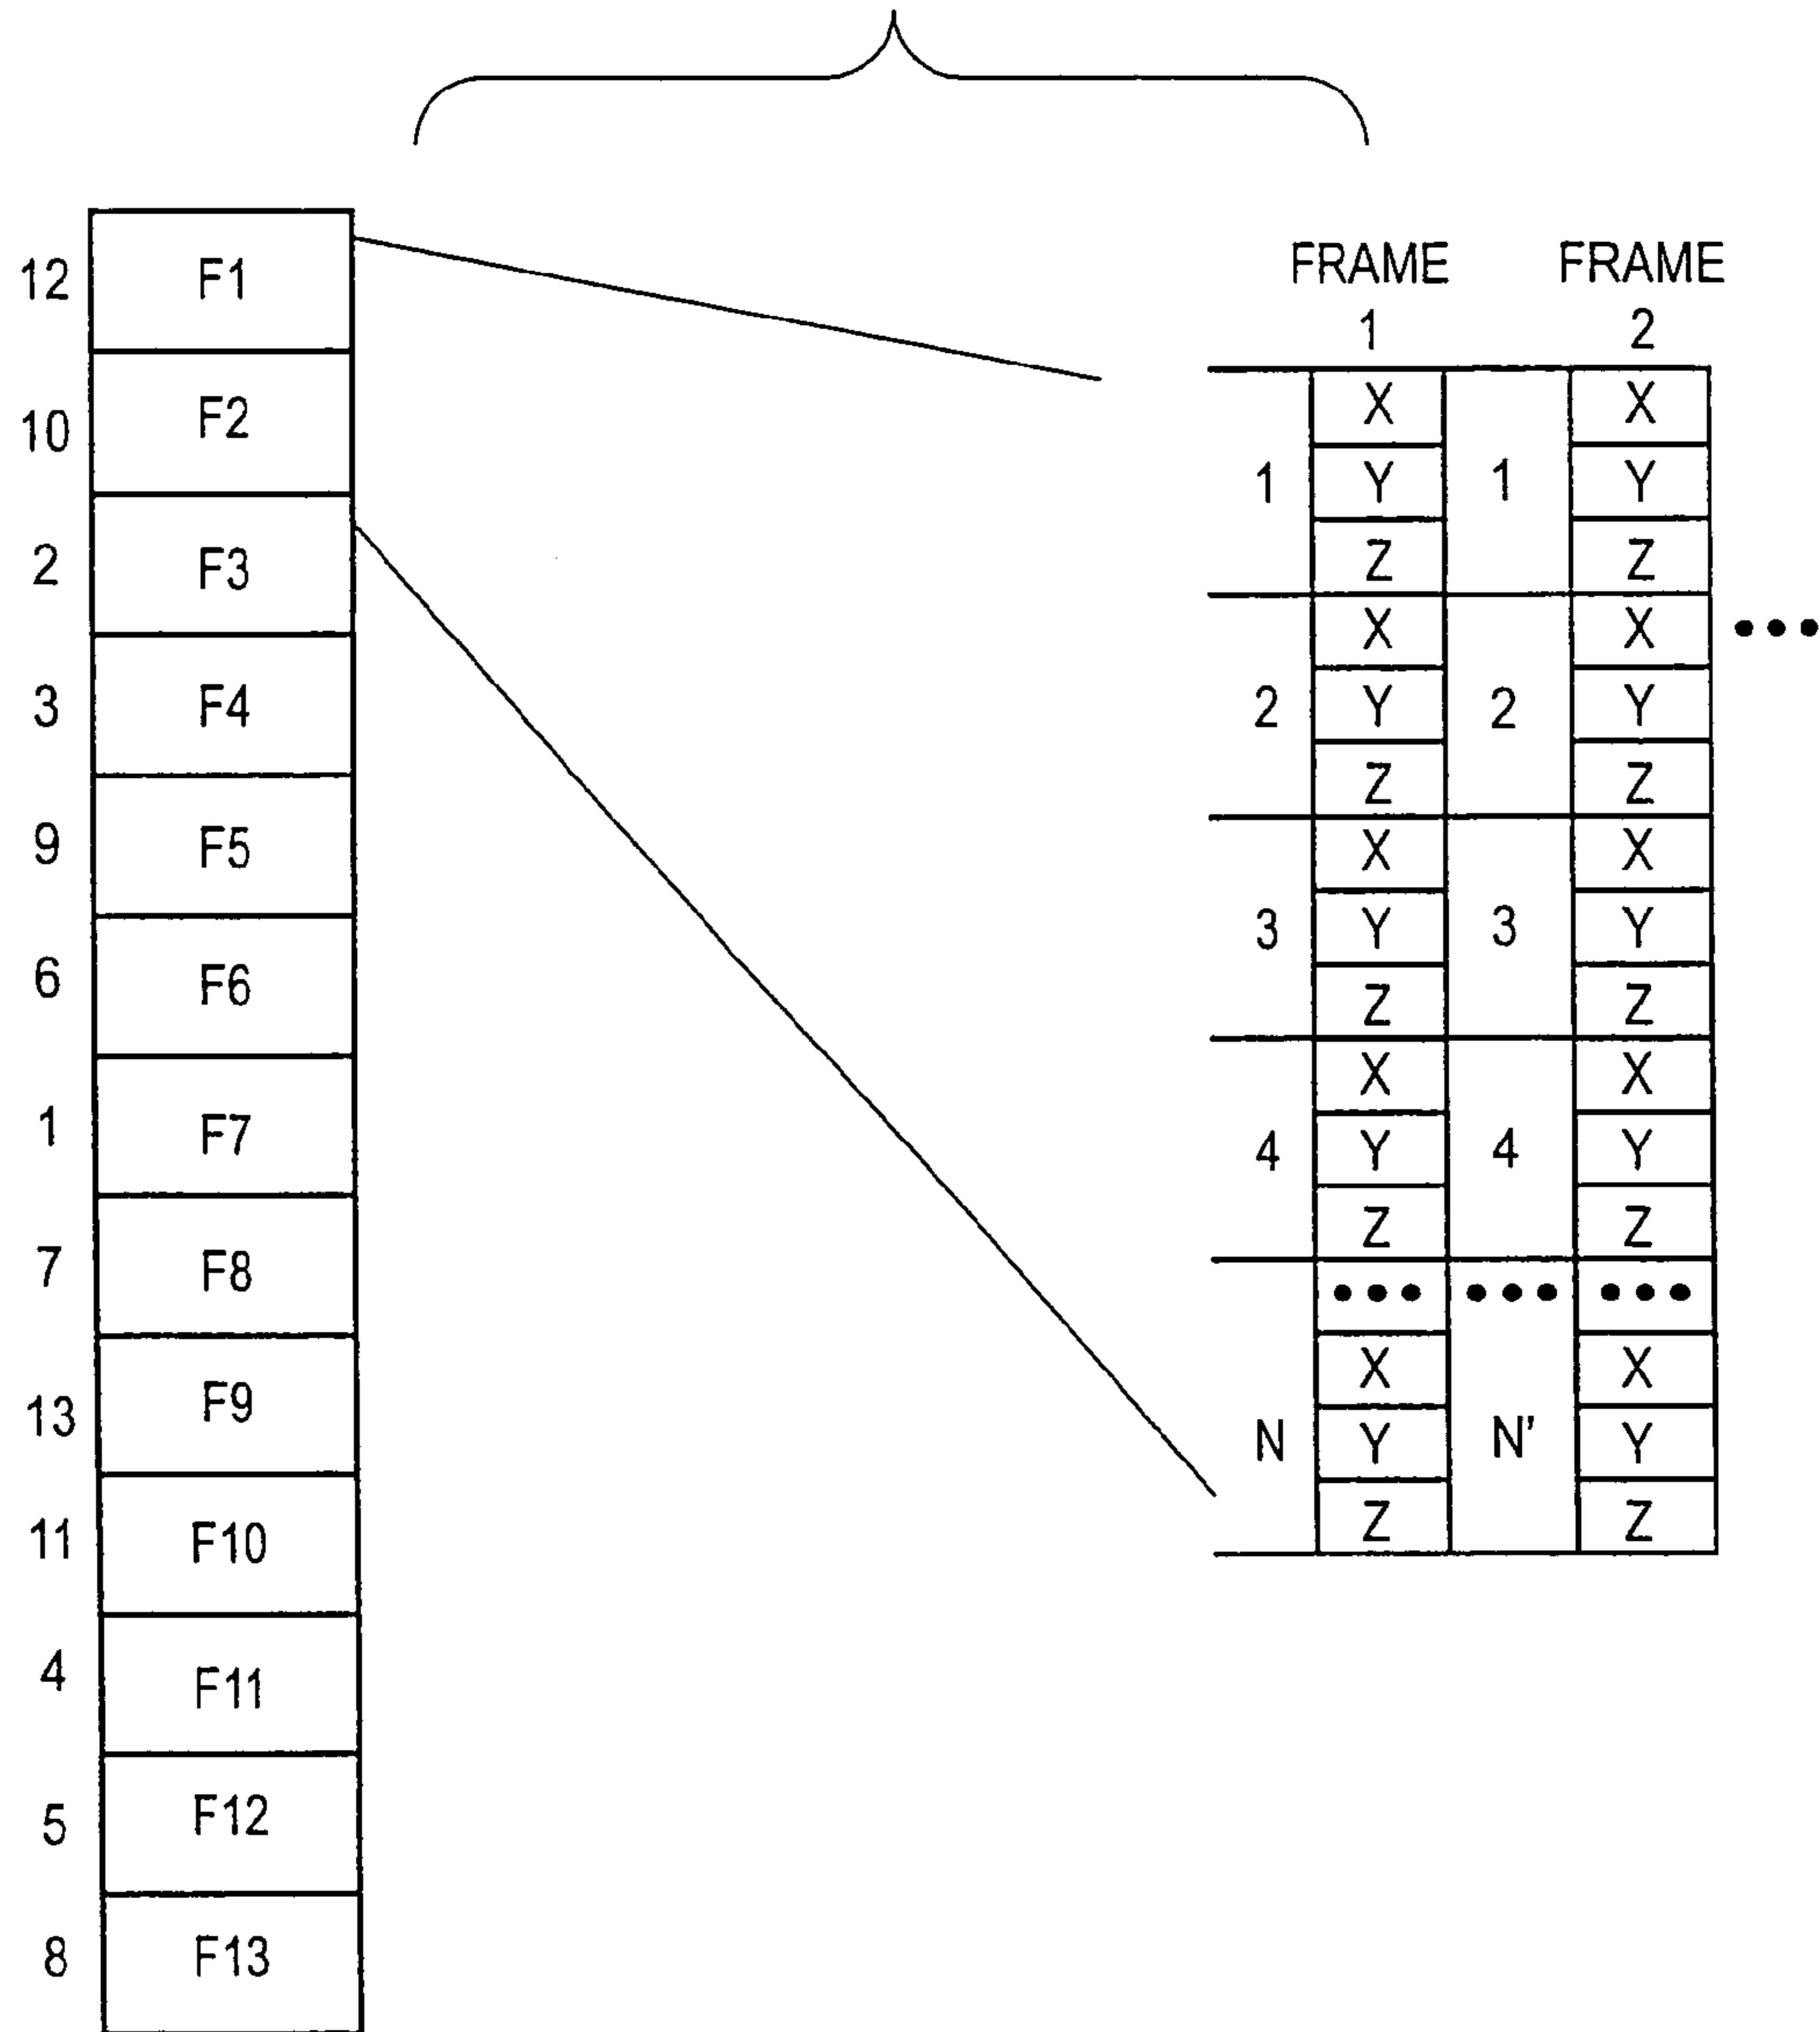 12 F1
10 F2
2 F3
3 F4
9 F5
6 F6
1 F7
7 F8
13 F9
11 F10
4 F11
5 F12
8 F13
FRAME FRAME
1 2
X X
1 Y 1 Y
Z Z
X X •••
2 Y 2 Y
Z Z
X X
3 Y 3 Y
Z Z
X X
4 Y 4 Y
Z Z
••• ••• •••
X X
N Y N' Y
Z Z